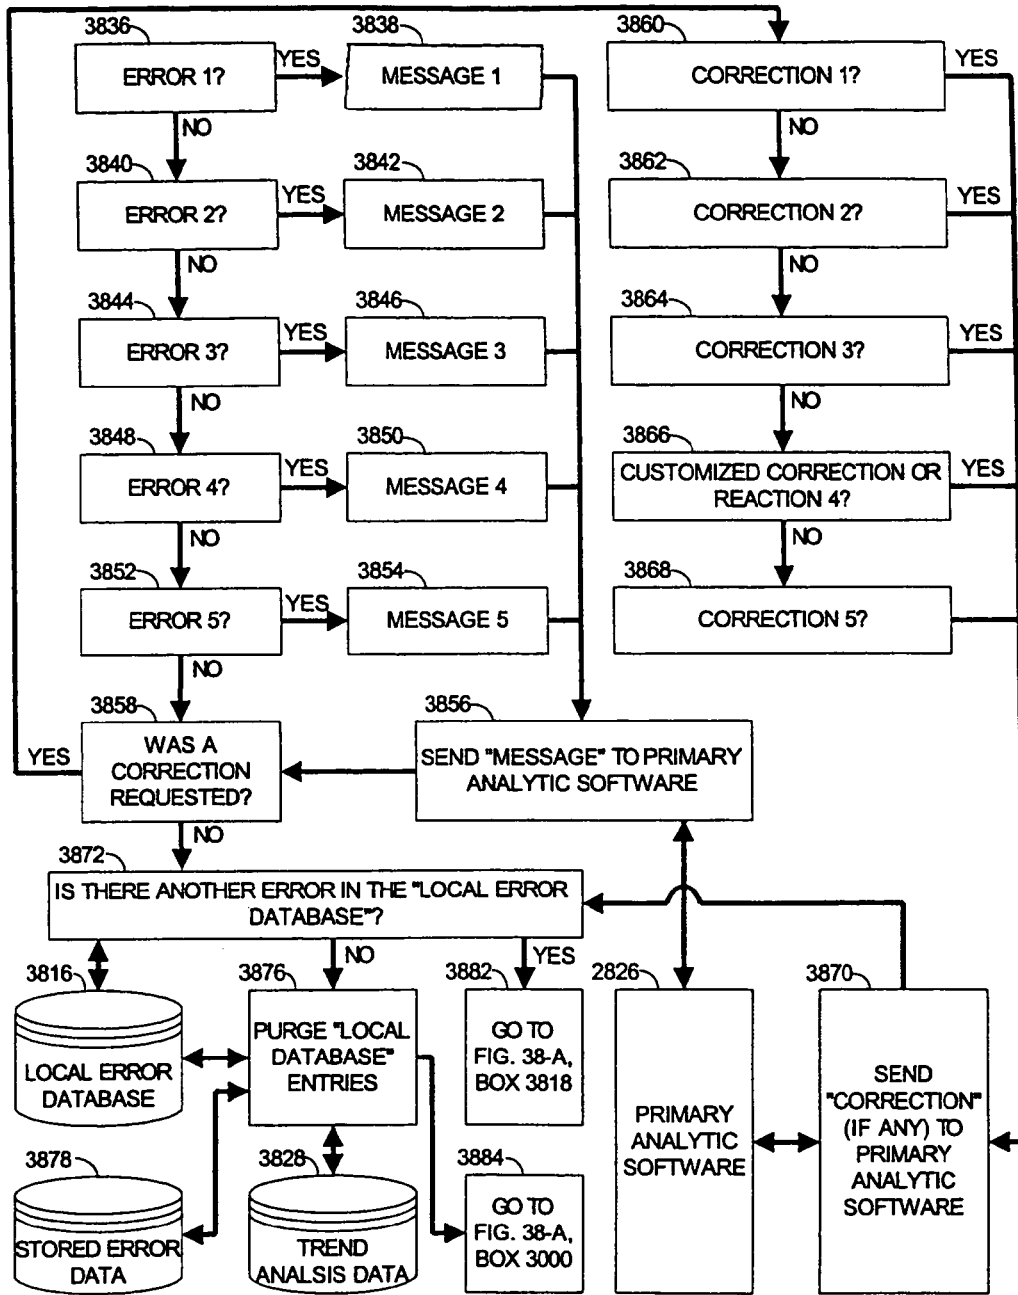 3836
ERROR 1?
YES
3838
MESSAGE 1
NO
3840
ERROR 2?
YES
3842
MESSAGE 2
NO
3844
ERROR 3?
YES
3846
MESSAGE 3
NO
3848
ERROR 4?
YES
3850
MESSAGE 4
NO
3852
ERROR 5?
YES
3854
MESSAGE 5
NO
3860
CORRECTION 1?
YES
NO
3862
CORRECTION 2?
YES
NO
3864
CORRECTION 3?
YES
NO
3866
CUSTOMIZED CORRECTION OR
REACTION 4?
YES
NO
3868
CORRECTION 5?
3858
YES
WAS A
CORRECTION
REQUESTED?
NO
3856
SEND "MESSAGE" TO PRIMARY
ANALYTIC SOFTWARE
3872
IS THERE ANOTHER ERROR IN THE "LOCAL ERROR
DATABASE"?
NO
YES
3816
LOCAL ERROR
DATABASE
3876
PURGE "LOCAL
DATABASE"
ENTRIES
3882
GO TO
FIG. 38-A,
BOX 3818
2826
PRIMARY
ANALYTIC
SOFTWARE
3870
SEND
"CORRECTION"
(IF ANY) TO
PRIMARY
ANALYTIC
SOFTWARE
3878
STORED ERROR
DATA
3828
TREND
ANALSIS DATA
3884
GO TO
FIG. 38-A,
BOX 3000